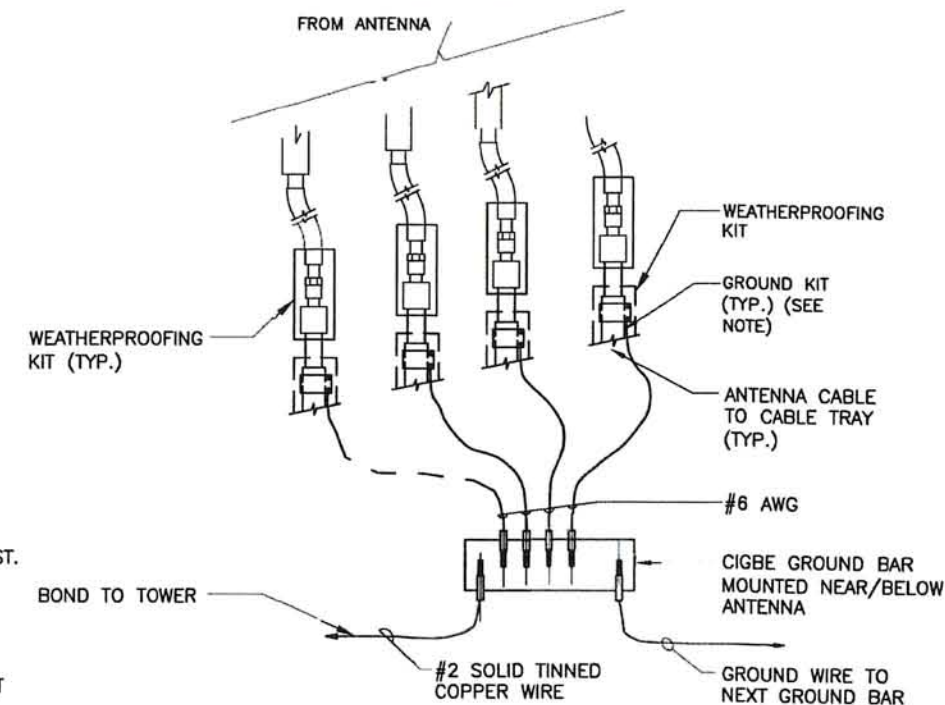 FROM ANTENNA
WEATHERPROOFING
KIT
GROUND KIT
(TYP.) (SEE
NOTE)
WEATHERPROOFING
KIT (TYP.)
ANTENNA CABLE
TO CABLE TRAY
(TYP.)
#6 AWG
ST.
CIGBE GROUND BAR
MOUNTED NEAR/BELOW
ANTENNA
BOND TO TOWER
#2 SOLID TINNED
COPPER WIRE
GROUND WIRE TO
NEXT GROUND BAR
T